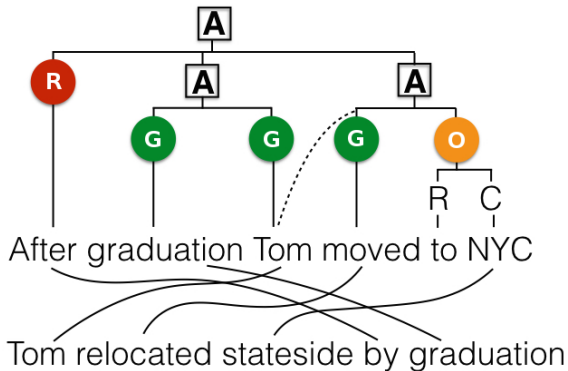 A
R A A
G G G O
R C
After graduation Tom moved to NYC
Tom relocated stateside by graduation